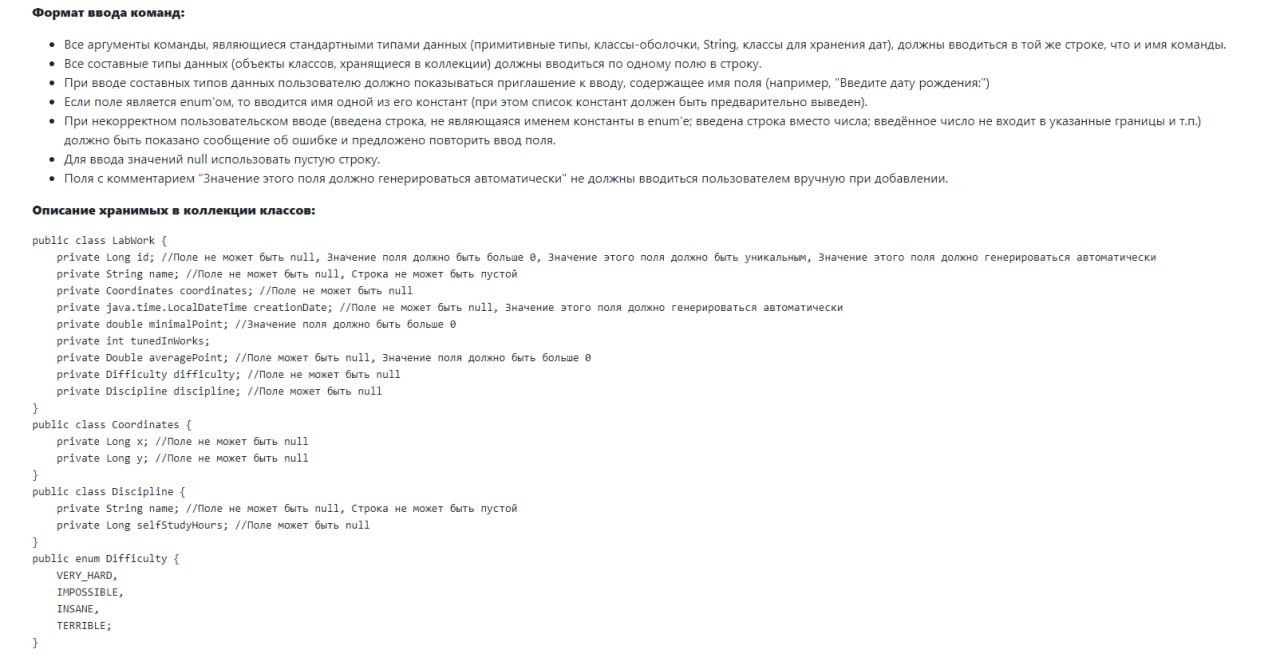 Формат ввода команд:
Все аргументы команды, являющиеся стандартными типами данных (примитивные типы, классы-оболочки, String, классы для хранения дат), должны вводиться в той же строке, что и имя команды.
Все составные типы данных (объекты классов, хранящиеся в коллекции) должны вводиться по одному полю в строку.
При вводе составных типов данных пользователю должно показываться приглашение к вводу, содержащее имя поля (например, "Введите дату рождения:")
Если поле является enum'ом, то вводится имя одной из его констант (при этом список констант должен быть предварительно выведен).
При некорректном пользовательском вводе (введена строка, не являющаяся именем константы в enum'е; введена строка вместо числа; введённое число не входит в указанные границы и т.п.)
должно быть показано сообщение об ошибке и предложено повторить ввод поля.
Для ввода значений null использовать пустую строку.
Поля с комментарием "Значение этого поля должно генерироваться автоматически" не должны вводиться пользователем вручную при добавлении.
Описание хранимых в коллекции классов:
public class LabWork {
    private Long id; //Поле не может быть null, Значение поля должно быть больше 0, Значение этого поля должно быть уникальным, Значение этого поля должно генерироваться автоматически
    private String name; //Поле не может быть null, Строка не может быть пустой
    private Coordinates coordinates; //Поле не может быть null
    private java.time.LocalDateTime creationDate; //Поле не может быть null, Значение этого поля должно генерироваться автоматически
    private double minimalPoint; //Значение поля должно быть больше 0
    private int tunedInWorks;
    private Double averagePoint; //Поле может быть null, Значение поля должно быть больше 0
    private Difficulty difficulty; //Поле не может быть null
    private Discipline discipline; //Поле может быть null
}
public class Coordinates {
    private Long x; //Поле не может быть null
    private Long y; //Поле не может быть null
}
public class Discipline {
    private String name; //Поле не может быть null, Строка не может быть пустой
    private Long selfStudyHours; //Поле может быть null
}
public enum Difficulty {
    VERY_HARD,
    IMPOSSIBLE,
    INSANE,
    TERRIBLE;
}